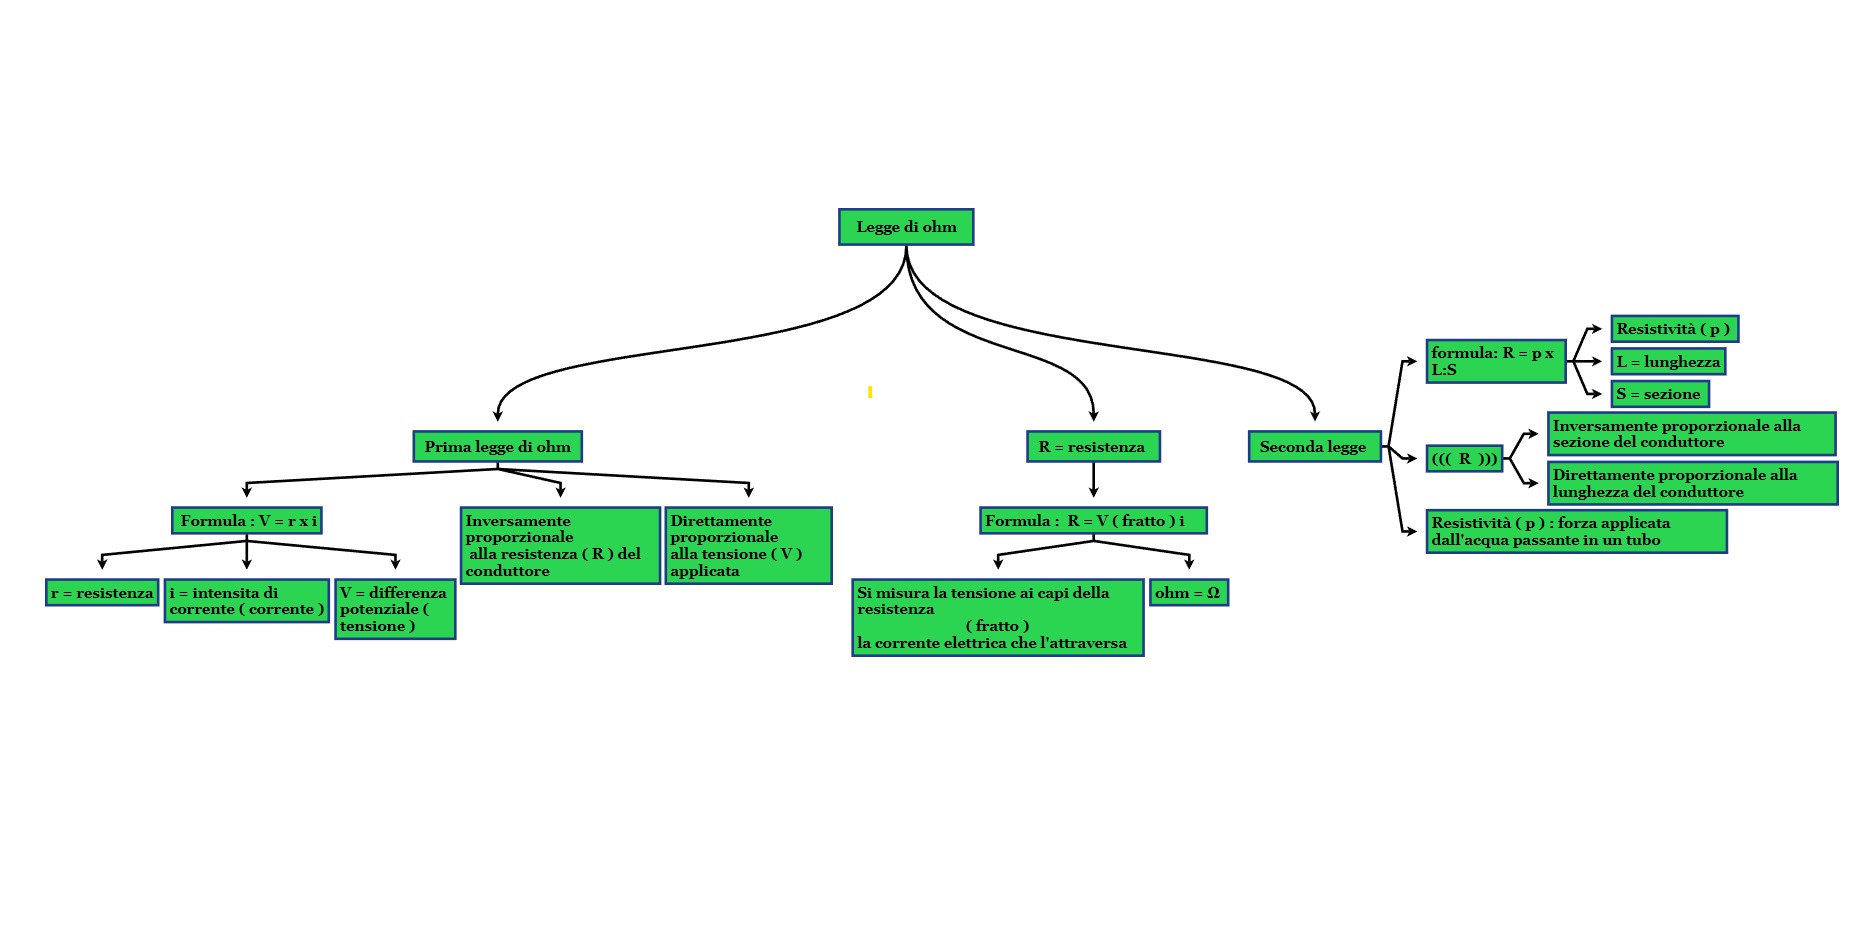 Legge di ohm
Prima legge di ohm
Formula : V = r x i
r = resistenza
i = intensita di
corrente ( corrente )
V = differenza
potenziale (
tensione )
Inversamente
proporzionale
alla resistenza ( R ) del
conduttore
Direttamente
proporzionale
alla tensione ( V )
applicata
R = resistenza
Formula :  R = V ( fratto ) i
Si misura la tensione ai capi della
resistenza
( fratto )
la corrente elettrica che l'attraversa
ohm = Ω
Seconda legge
formula: R = p x
L:S
Resistività ( p )
L = lunghezza
S = sezione
(((  R  )))
Inversamente proporzionale alla
sezione del conduttore
Direttamente proporzionale alla
lunghezza del conduttore
Resistività ( p ) : forza applicata
dall'acqua passante in un tubo